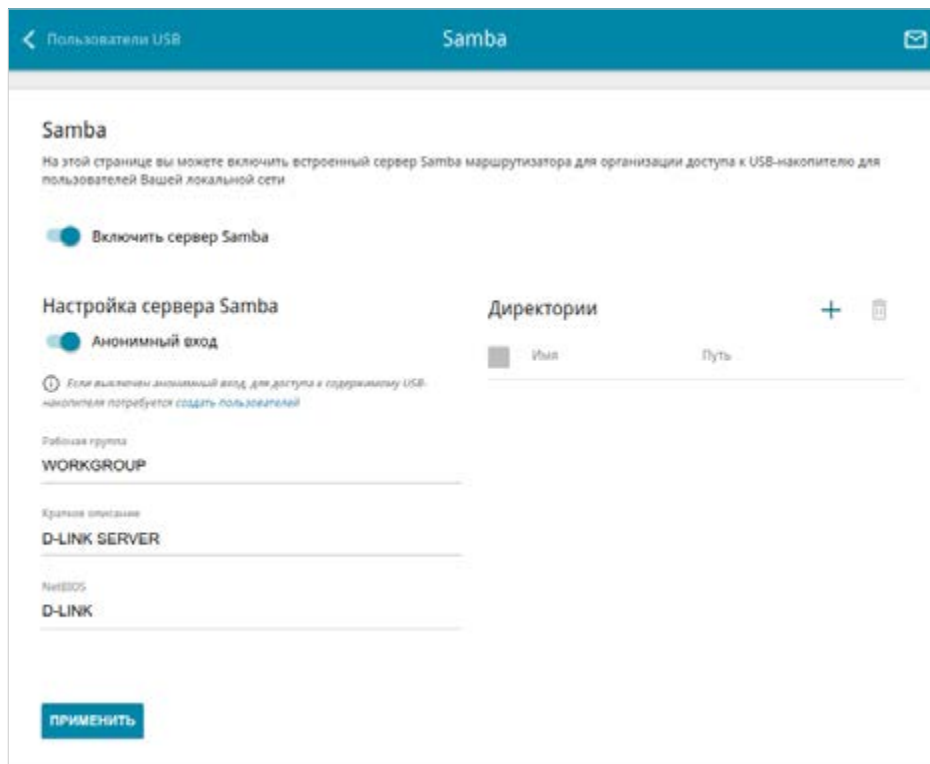 Пользователи USB
Samba
Samba
На этой странице вы можете включить встроенный сервер Samba маршрутизатора для организации доступа к USB-накопителю для
пользователей Вашей локальной сети
Включить сервер Samba
Настройка сервера Samba
Анонимный вход
Если выключен анонимный вход, для доступа к содержимому USB-
накопителя потребуется создать пользователей
Рабочая группа
WORKGROUP
Краткое описание
D-LINK SERVER
NetBIOS
D-LINK
ПРИМЕНИТЬ
Директории
Имя
Путь